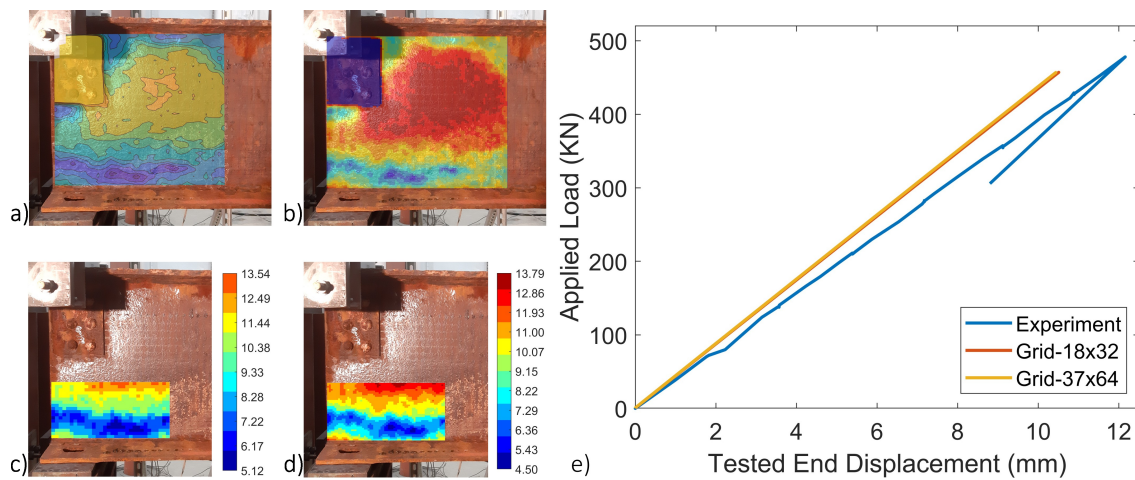 a)
b)
c)
13.54
12.49
11.44
10.38
9.33
8.28
7.22
6.17
5.12
d)
13.79
12.86
11.93
11.00
10.07
9.15
8.22
7.29
6.36
5.43
4.50
e)
Applied Load (KN)
500
400
300
200
100
0
0 2 4 6 8 10 12
Tested End Displacement (mm)
Experiment
Grid-18x32
Grid-37x64